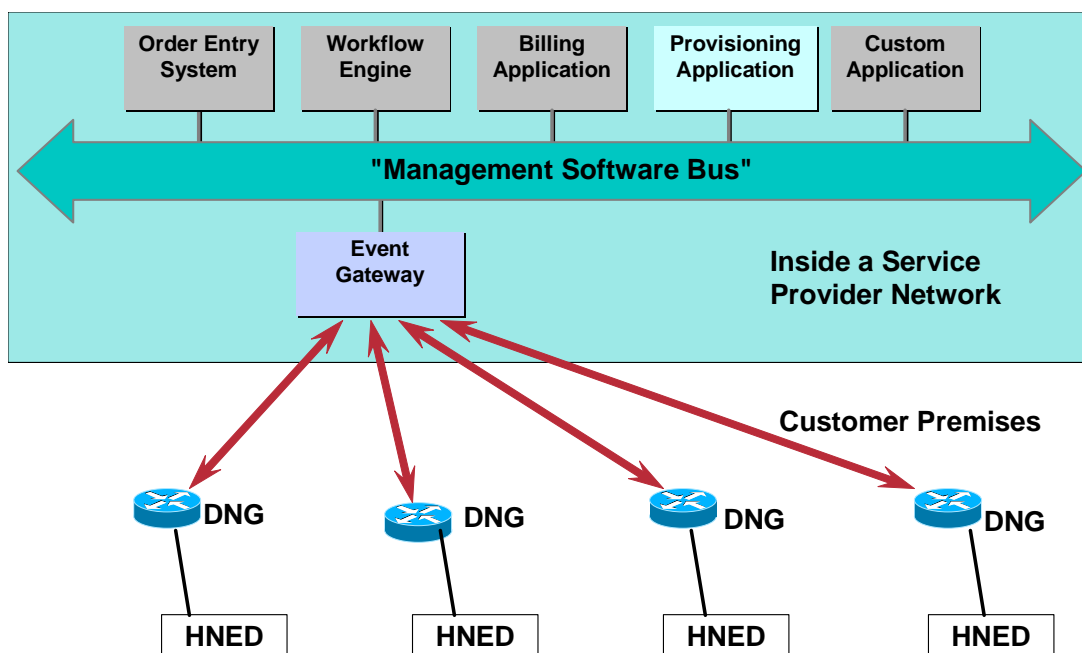 Order Entry
System
Workflow
Engine
Billing
Application
Provisioning
Application
Custom
Application
"Management Software Bus"
Event
Gateway
Inside a Service
Provider Network
Customer Premises
DNG
DNG
DNG
DNG
HNED
HNED
HNED
HNED